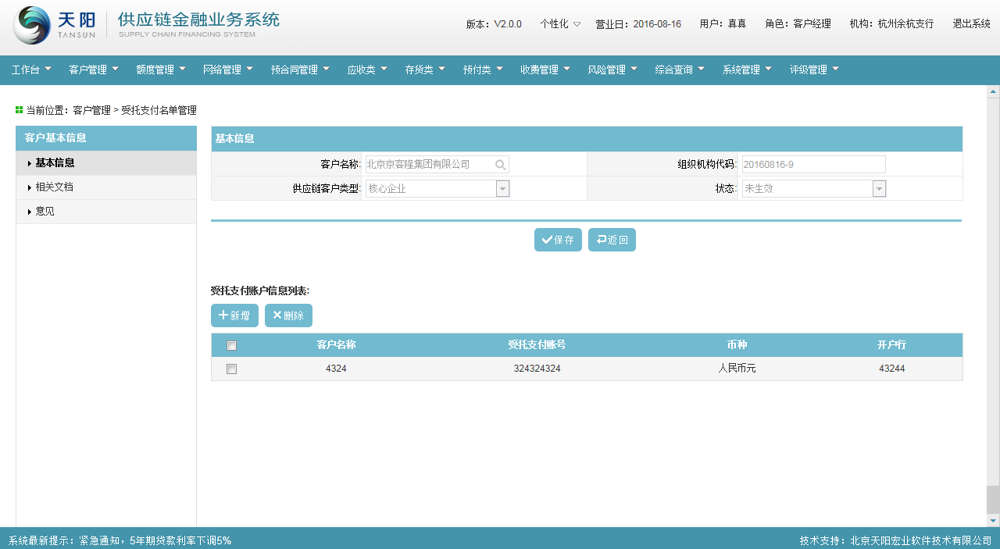 天阳
TANSUN
供应链金融业务系统
SUPPLY CHAIN FINANCING SYSTEM
版本：V2.0.0 个性化 营业日：2016-08-16 用户：真真 角色：客户经理 机构：杭州余杭支行 退出系统
工作台 客户管理 额度管理 网络管理 预合同管理 应收类 存货类 预付类 收费管理 风险管理 综合查询 系统管理 评级管理
当前位置：客户管理 > 受托支付名单管理
客户基本信息
基本信息
相关文档
意见
基本信息
客户名称: 北京京客隆集团有限公司 组织机构代码: 20160816-9
供应链客户类型: 核心企业 状态: 未生效
保存 返回
受托支付账户信息列表:
新增 删除
客户名称 受托支付账号 币种 开户行
4324 324324324 人民币元 43244
系统最新提示：紧急通知，5年期贷款利率下调5%
技术支持：北京天阳宏业软件技术有限公司